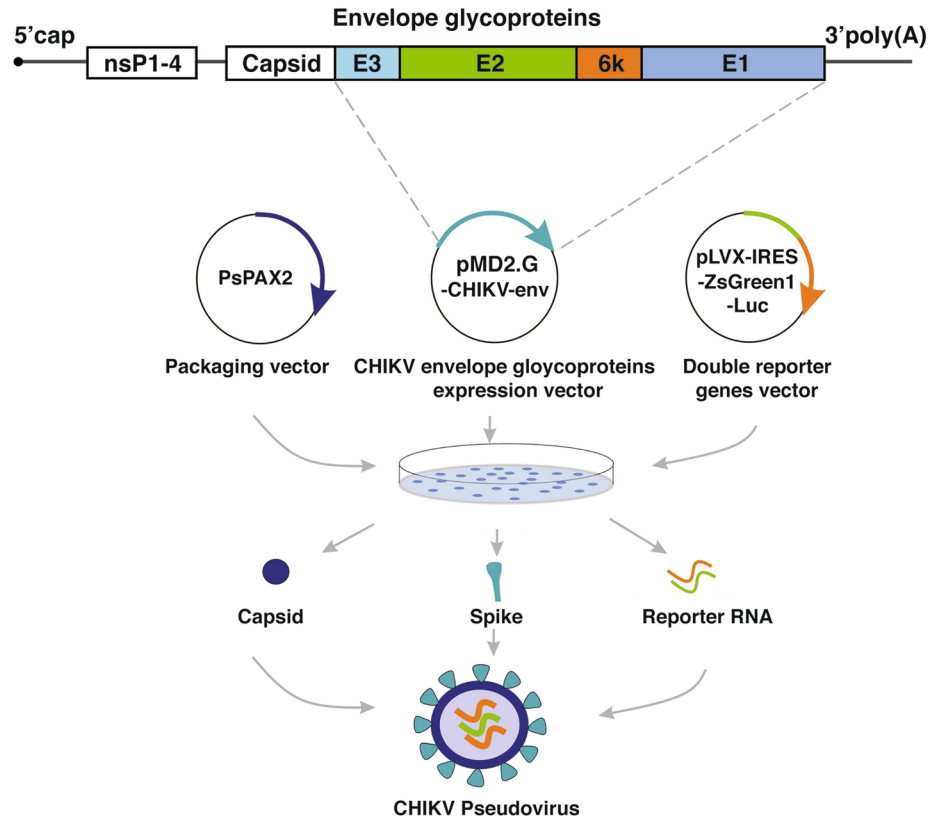 Envelope glycoproteins
5'cap
3'poly(A)
nsP1-4
Capsid
E3
E2
6k
E1
PsPAX2
pMD2.G
-CHIKV-env
pLVX-IRES
-ZsGreen1
-Luc
Packaging vector
CHIKV envelope gloycoproteins
expression vector
Double reporter
genes vector
Capsid
Spike
Reporter RNA
CHIKV Pseudovirus